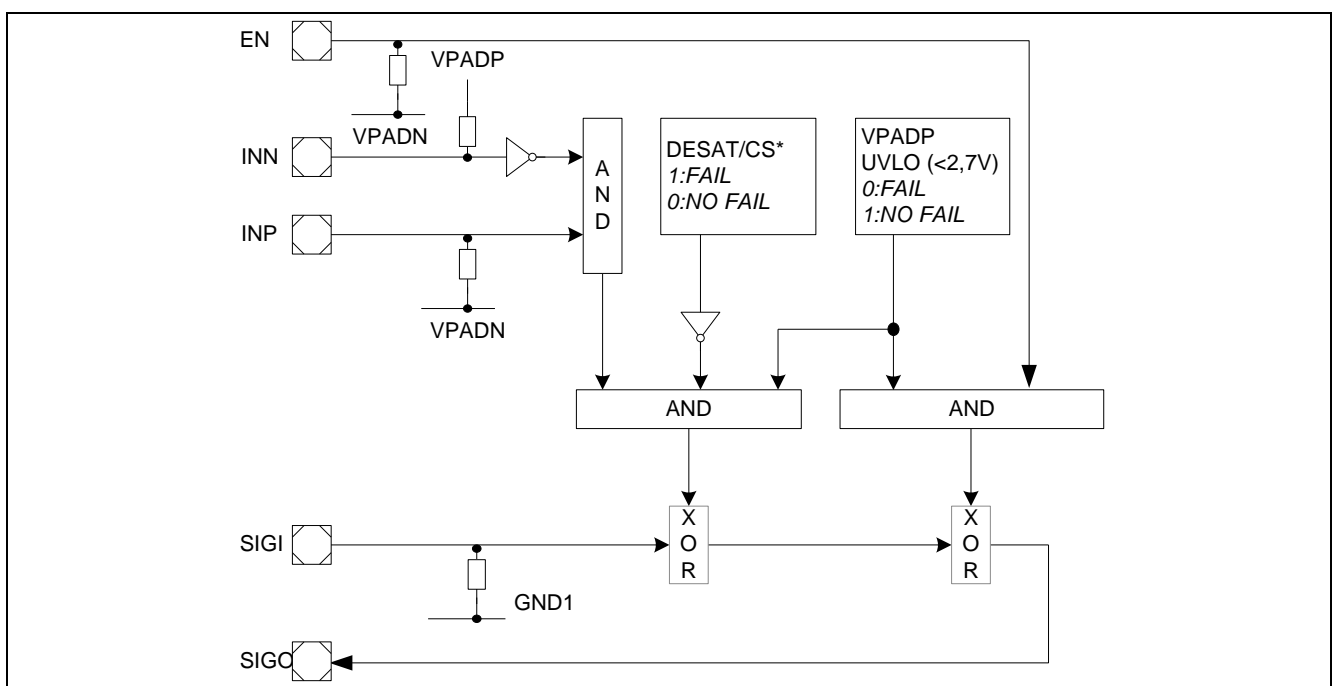 EN
VPADP
VPADN
INN
INP
VPADN
A
N
D
DESAT/CS*
1:FAIL
0:NO FAIL
VPADP
UVLO (<2,7V)
0:FAIL
1:NO FAIL
AND
AND
X
O
R
X
O
R
SIGI
GND1
SIGO